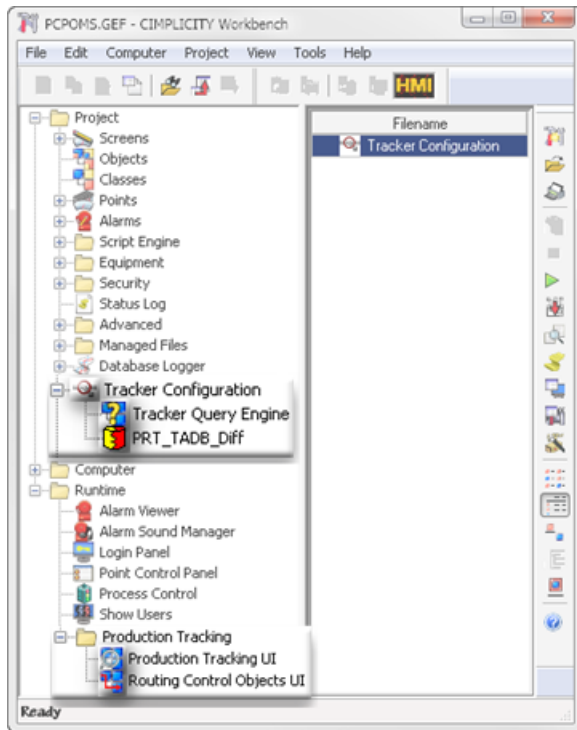 PCPOMS.GEF - CIMPLICITY Workbench
File Edit Computer Project View Tools Help
HMI
Project
Screens
Objects
Classes
Points
Alarms
Script Engine
Equipment
Security
Status Log
Advanced
Managed Files
Database Logger
Tracker Configuration
Tracker Query Engine
PRT_TADB_Diff
Computer
Runtime
Alarm Viewer
Alarm Sound Manager
Login Panel
Point Control Panel
Process Control
Show Users
Production Tracking
Production Tracking UI
Routing Control Objects UI
Filename
Tracker Configuration
Ready